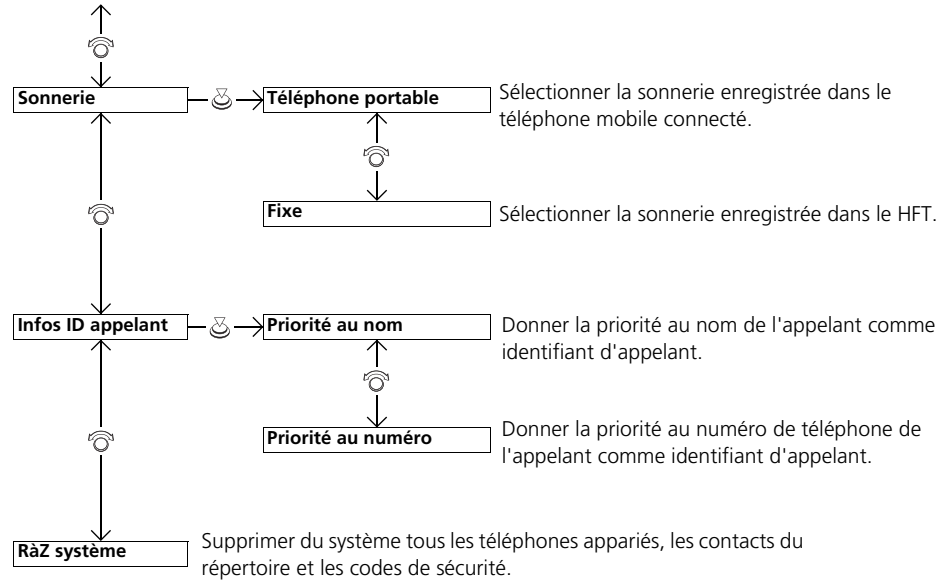 Sonnerie
Téléphone portable
Sélectionner la sonnerie enregistrée dans le
téléphone mobile connecté.
Fixe
Sélectionner la sonnerie enregistrée dans le HFT.
Infos ID appelant
Priorité au nom
Donner la priorité au nom de l'appelant comme
identifiant d'appelant.
Priorité au numéro
Donner la priorité au numéro de téléphone de
l'appelant comme identifiant d'appelant.
RàZ système
Supprimer du système tous les téléphones appariés, les contacts du
répertoire et les codes de sécurité.